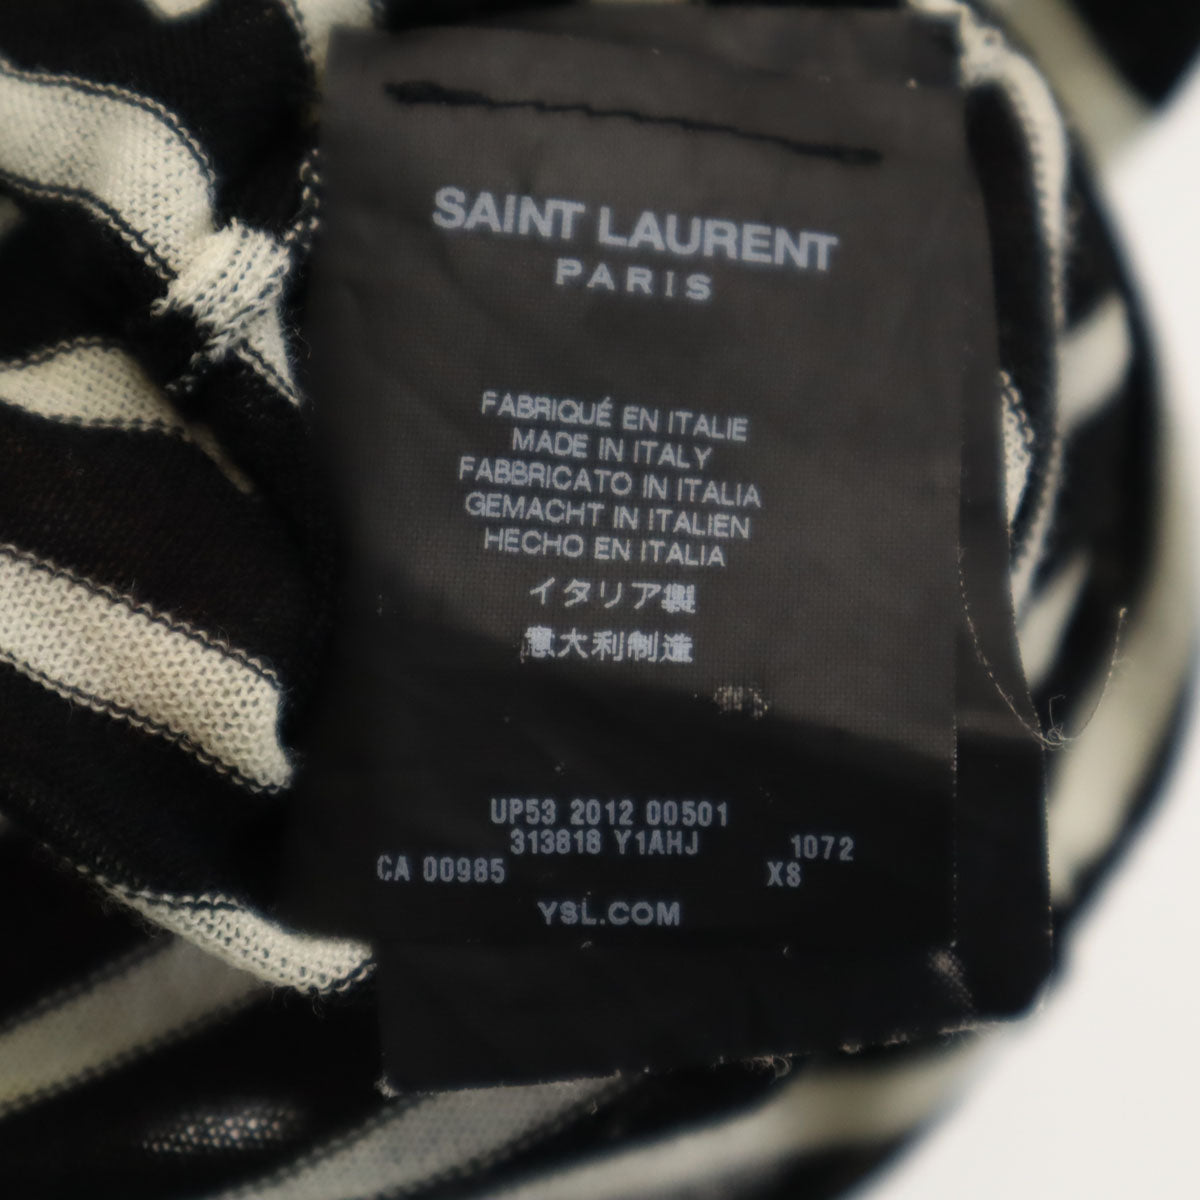 SAINT LAURENT
PARIS
FABRIQUÉ EN ITALIE
MADE IN ITALY
FABBRICATO IN ITALIA
GEMACHT IN ITALIEN
HECHO EN ITALIA
イタリア製
意大利制造
UP53 2012 00501
313818 Y1AHJ
1072
CA 00985
XS
YSL.COM